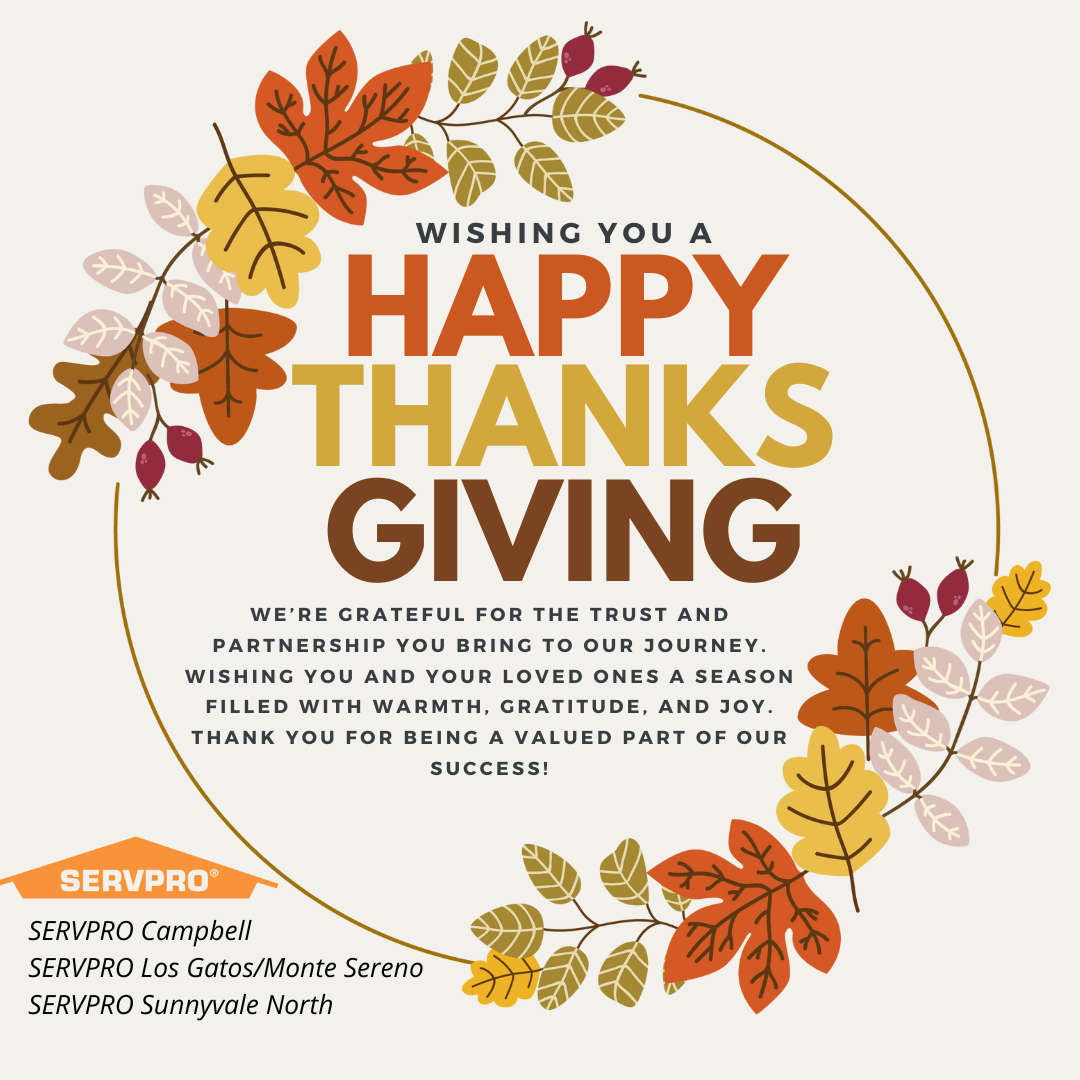 WISHING YOU A
HAPPY
THANKS
GIVING
WE’RE GRATEFUL FOR THE TRUST AND
PARTNERSHIP YOU BRING TO OUR JOURNEY.
WISHING YOU AND YOUR LOVED ONES A SEASON
FILLED WITH WARMTH, GRATITUDE, AND JOY.
THANK YOU FOR BEING A VALUED PART OF OUR
SUCCESS!
SERVPRO®
SERVPRO Campbell
SERVPRO Los Gatos/Monte Sereno
SERVPRO Sunnyvale North